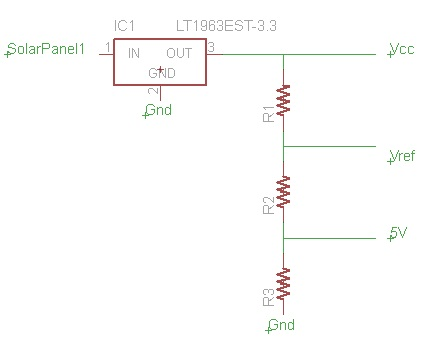 IC1 LT1963EST-3.3
SolarPanel1 1 IN OUT 3 Vcc
GND
2
Gnd
R1
Vref
R2
5V
R3
Gnd